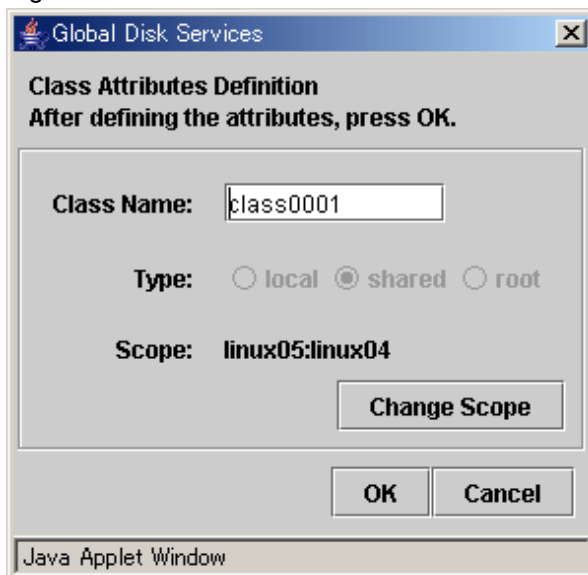 Global Disk Services
Class Attributes Definition
After defining the attributes, press OK.
Class Name: class0001
Type: local shared root
Scope: linux05:linux04
Change Scope
OK Cancel
Java Applet Window